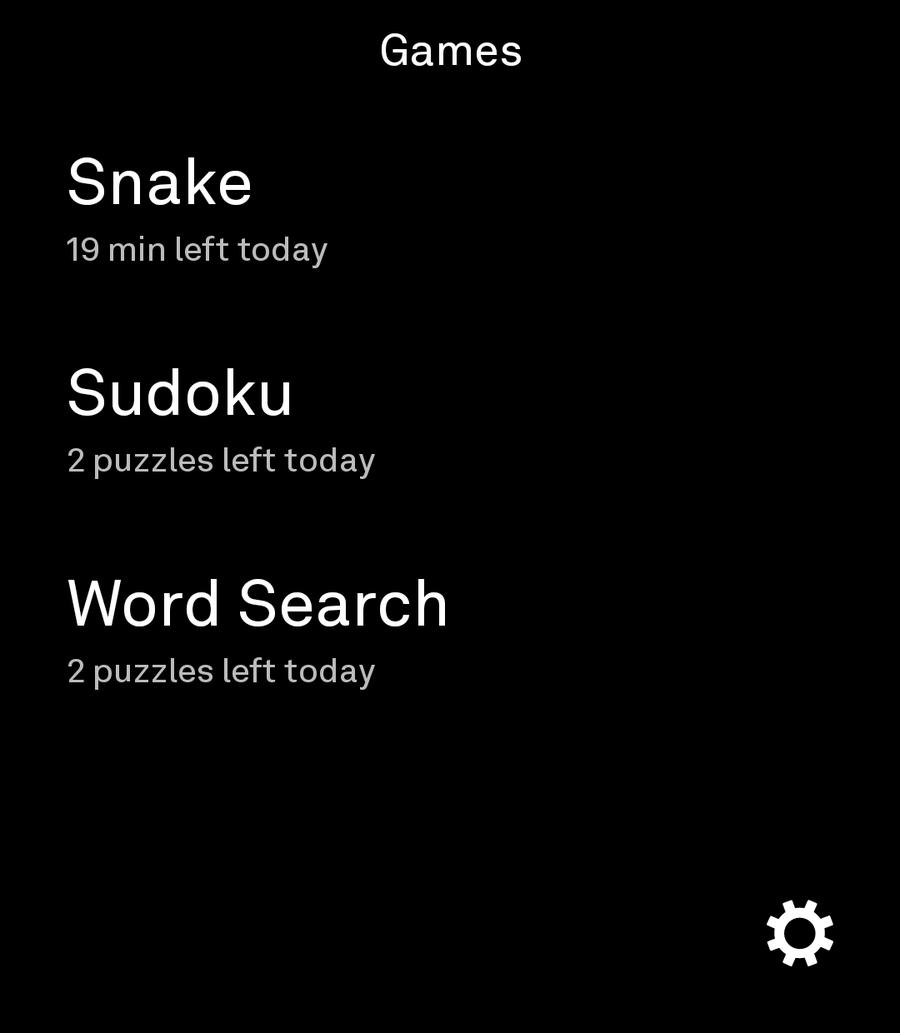 Games
Snake
19 min left today
Sudoku
2 puzzles left today
Word Search
2 puzzles left today